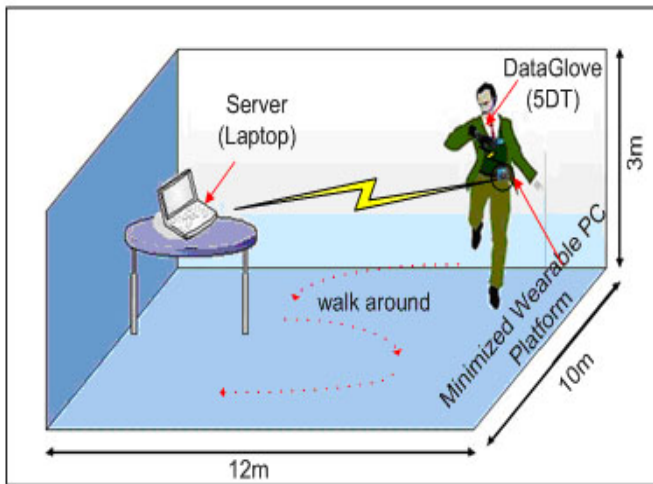 DataGlove
(5DT)
Server
(Laptop)
3m
walk around
Minimized Wearable PC
Platform
10m
12m